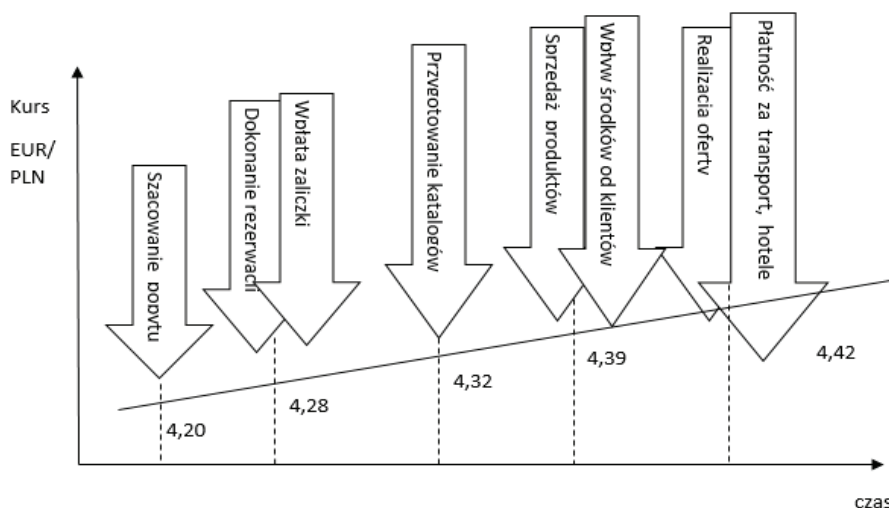 Kurs
EUR/
PLN
Szacowanie popytu
Dokonanie rezerwacji
Wpłata zaliczki
Przygotowanie katalogów
Sprzedaż produktów
Wpływ środków od klientów
Realizacja oferty
Płatność za transport, hotele
4,20
4,28
4,32
4,39
4,42
czas